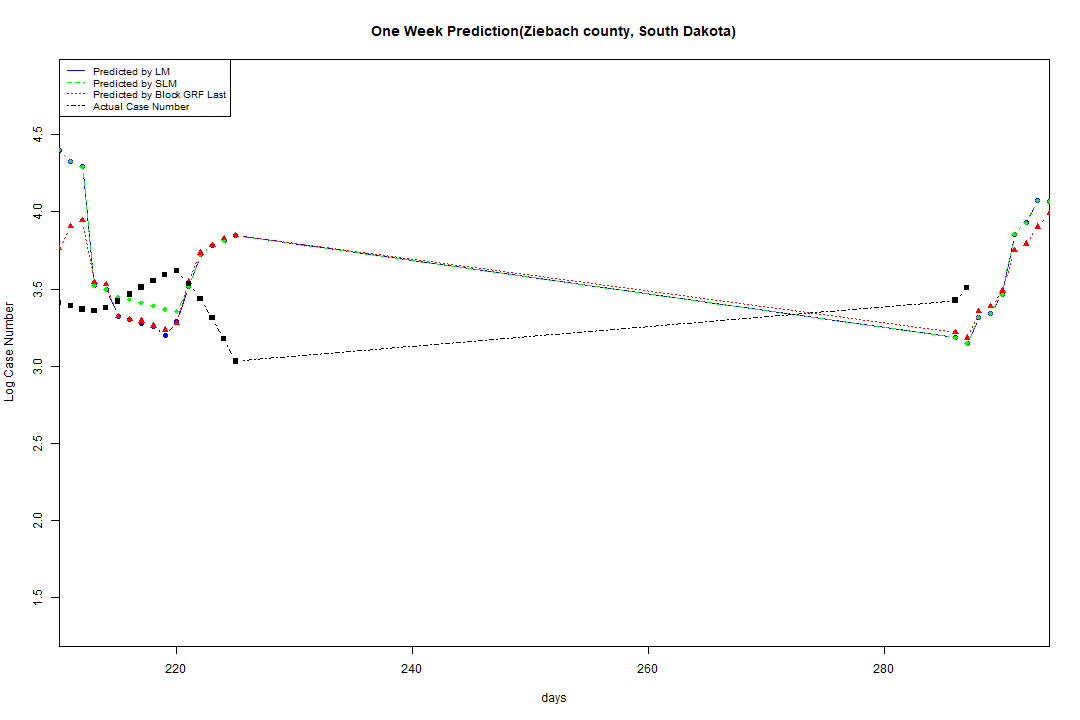 One Week Prediction(Ziebach county, South Dakota)
Predicted by LM
Predicted by SLM
Predicted by Block GRF Last
Actual Case Number
4.5
4.0
3.5
3.0
2.5
2.0
1.5
Log Case Number
220
240
260
280
days